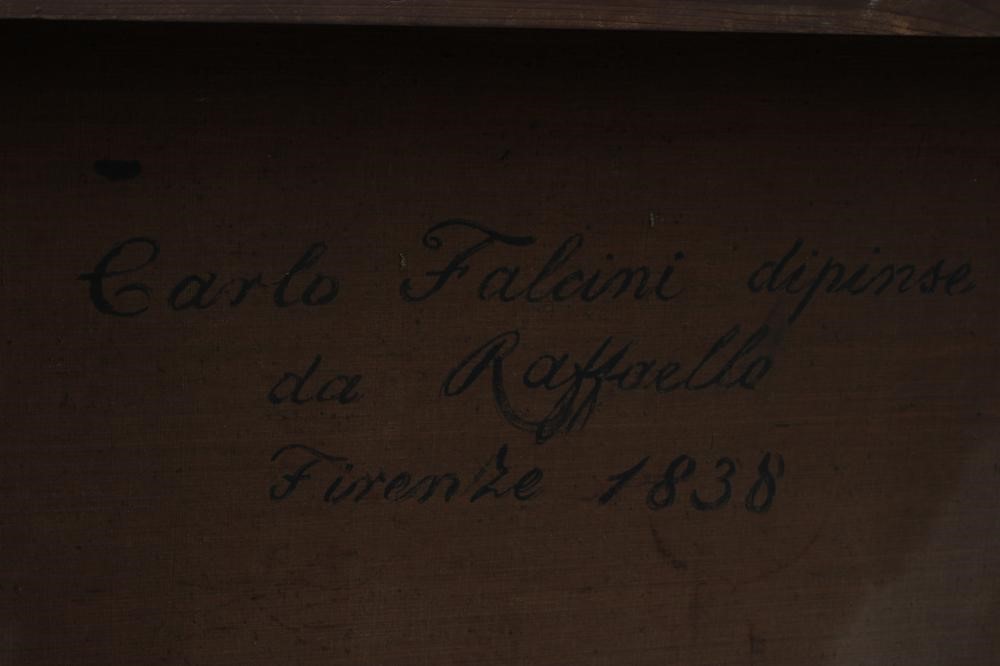 Carlo Falcini dipinse
da Raffaello
Firenze 1838